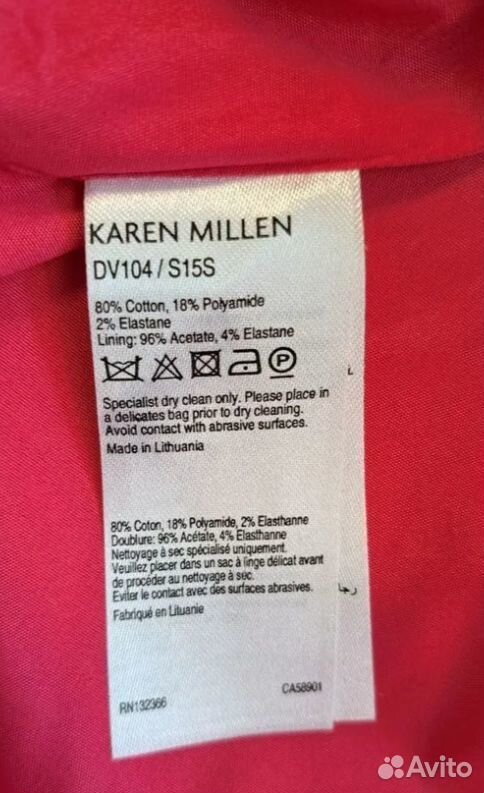 KAREN MILLEN
DV104 / S15S
80% Cotton, 18% Polyamide
2% Elastane
Lining: 96% Acetate, 4% Elastane
P
Specialist dry clean only. Please place in
a delicates bag prior to dry cleaning.
Avoid contact with abrasive surfaces.
Made in Lithuania
80% Coton, 18% Polyamide, 2% Elasthanne
Doublure: 96% Acétate, 4% Elasthanne
Nettoyage à sec spécialisé uniquement.
Veuillez placer dans un sac à linge délicat avant
de procéder au nettoyage à sec.
Eviter le contact avec des surfaces abrasives.
Fabriqué en Lituanie
RN132366
CA58901
Avito